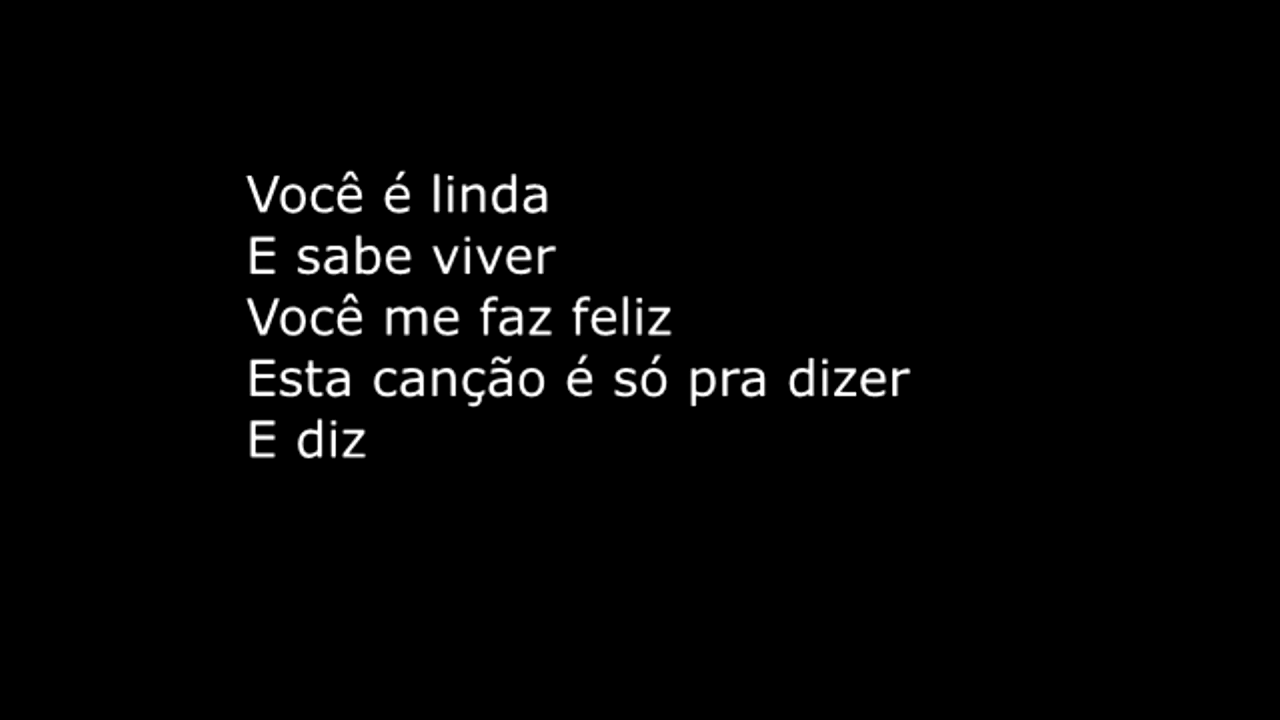 Você é linda
E sabe viver
Você me faz feliz
Esta canção é só pra dizer
E diz